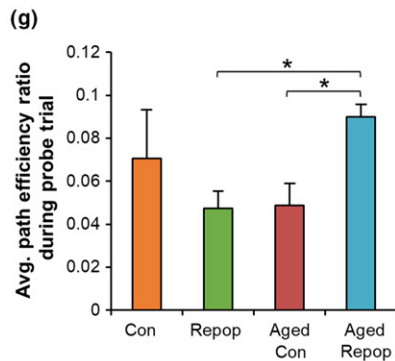 (g)
Avg. path efficiency ratio
during probe trial
0.12
0.1
0.08
0.06
0.04
0.02
0
*
*
Con
Repop
Aged
Con
Aged
Repop